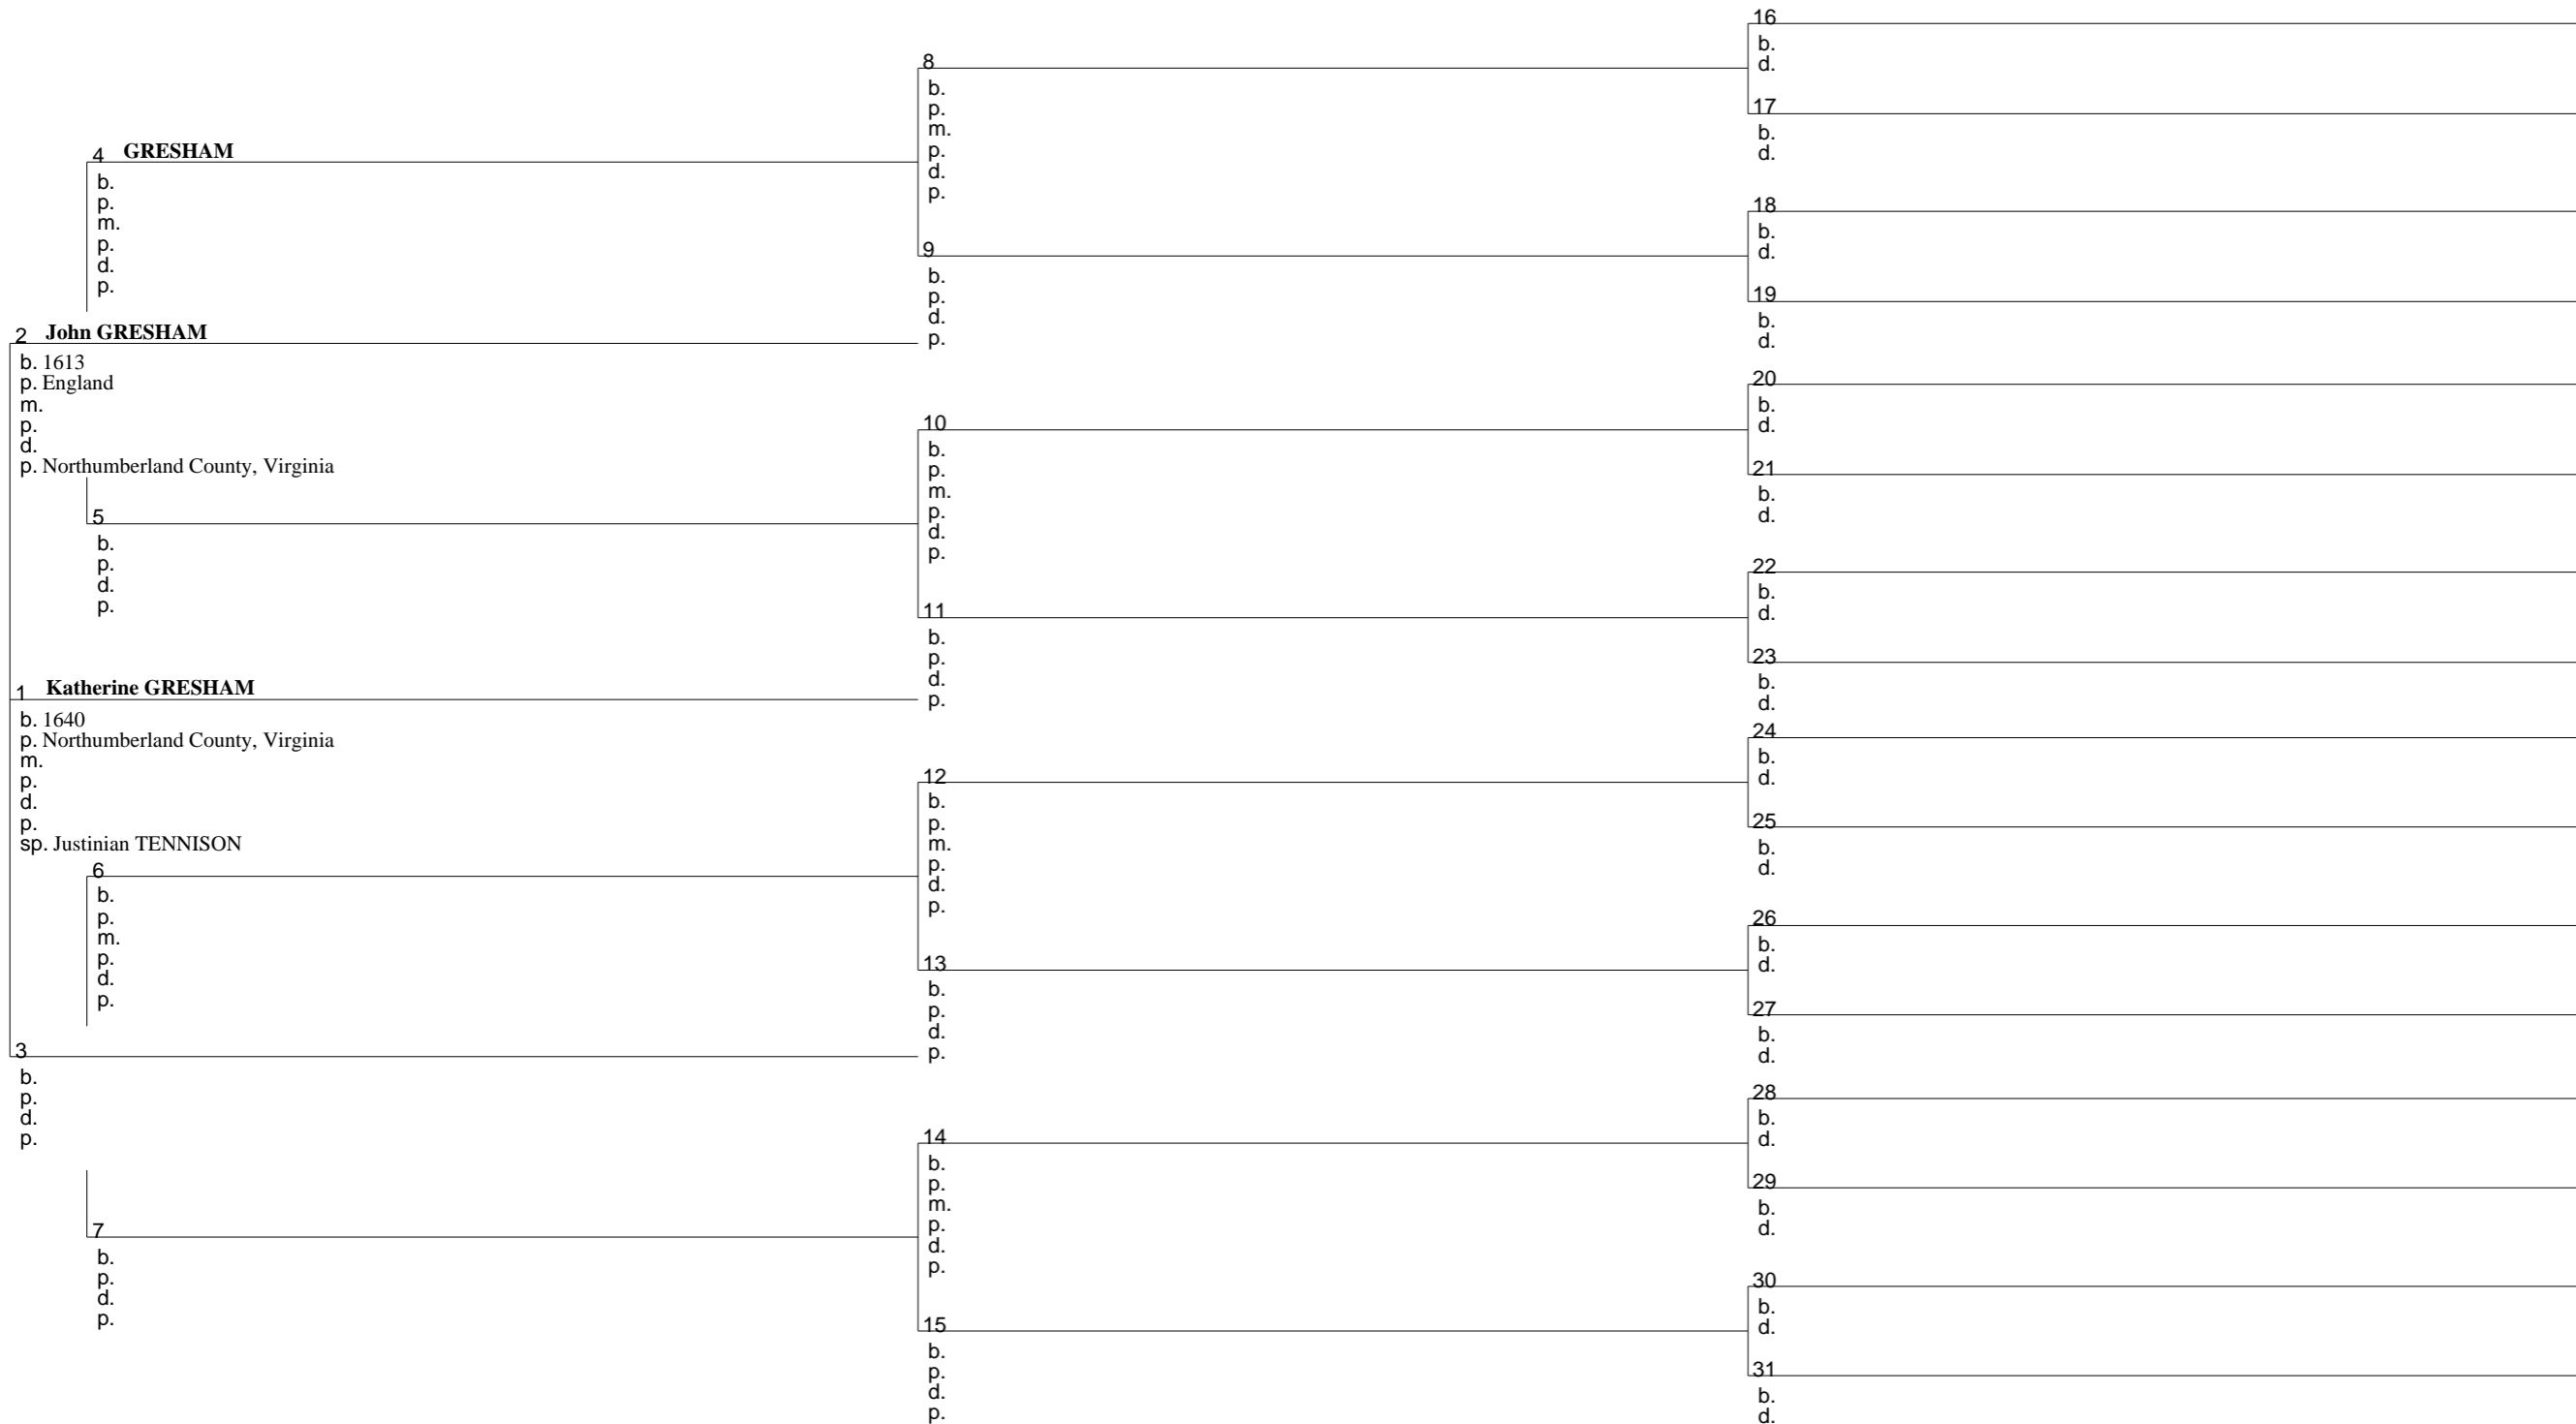 4 GRESHAM
b.
p.
m.
p.
d.
p.
2 John GRESHAM
b. 1613
p. England
m.
p.
d.
p. Northumberland County, Virginia
5
b.
p.
d.
p.
1 Katherine GRESHAM
b. 1640
p. Northumberland County, Virginia
m.
p.
d.
p.
sp. Justinian TENNISON
6
b.
p.
m.
p.
d.
p.
3
b.
p.
d.
p.
7
b.
p.
d.
p.
8
b.
p.
m.
p.
d.
p.
9
b.
p.
d.
p.
10
b.
p.
m.
p.
d.
p.
11
b.
p.
d.
p.
12
b.
p.
m.
p.
d.
p.
13
b.
p.
d.
p.
14
b.
p.
m.
p.
d.
p.
15
b.
p.
d.
p.
16
b.
d.
17
b.
d.
18
b.
d.
19
b.
d.
20
b.
d.
21
b.
d.
22
b.
d.
23
b.
d.
24
b.
d.
25
b.
d.
26
b.
d.
27
b.
d.
28
b.
d.
29
b.
d.
30
b.
d.
31
b.
d.